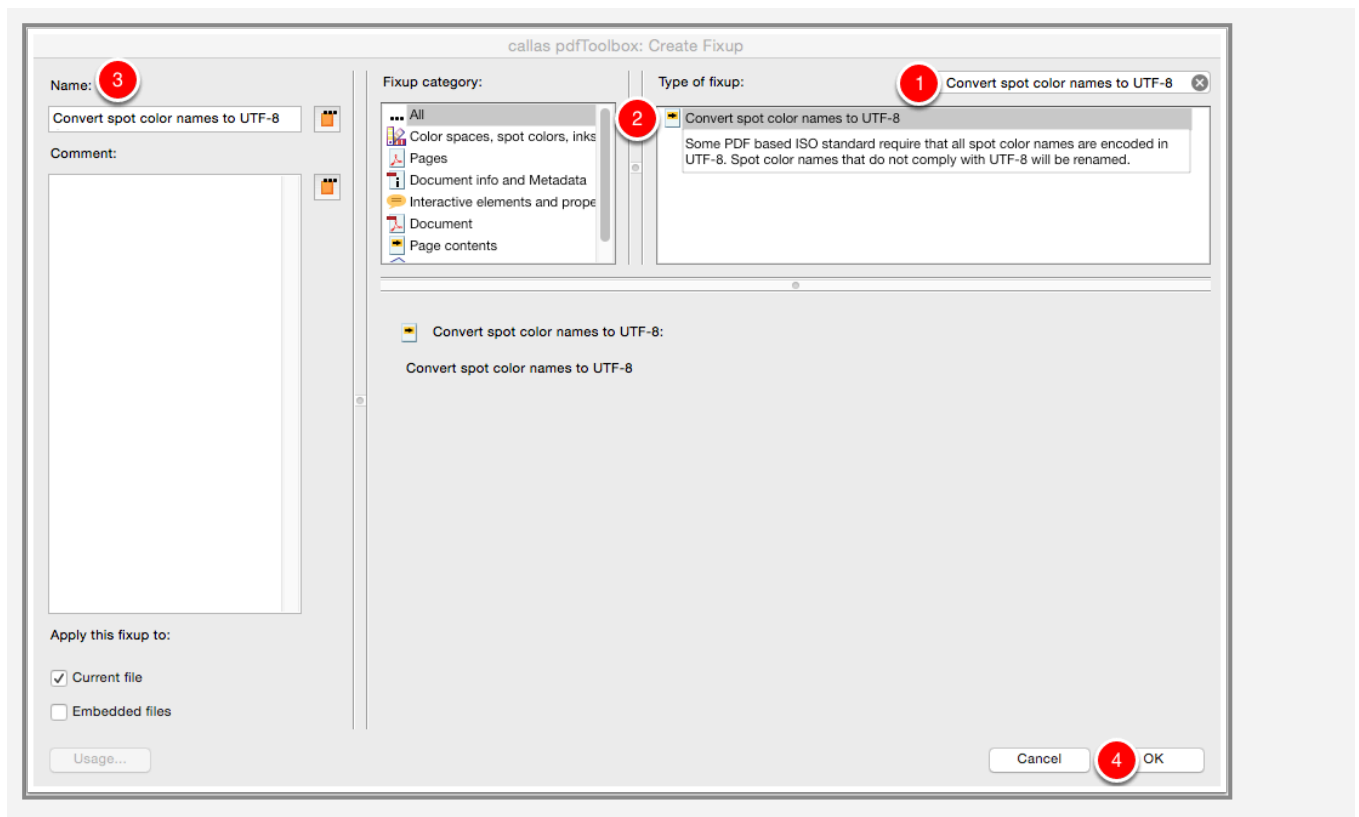 callas pdfToolbox: Create Fixup
Name:
3
Convert spot color names to UTF-8
Comment:
Apply this fixup to:
Current file
Embedded files
Usage...
Fixup category:
... All
Color spaces, spot colors, inks
Pages
Document info and Metadata
Interactive elements and prope
Document
Page contents
Type of fixup:
1
Convert spot color names to UTF-8
2
Convert spot color names to UTF-8
Some PDF based ISO standard require that all spot color names are encoded in
UTF-8. Spot color names that do not comply with UTF-8 will be renamed.
Convert spot color names to UTF-8:
Convert spot color names to UTF-8
Cancel
4
OK